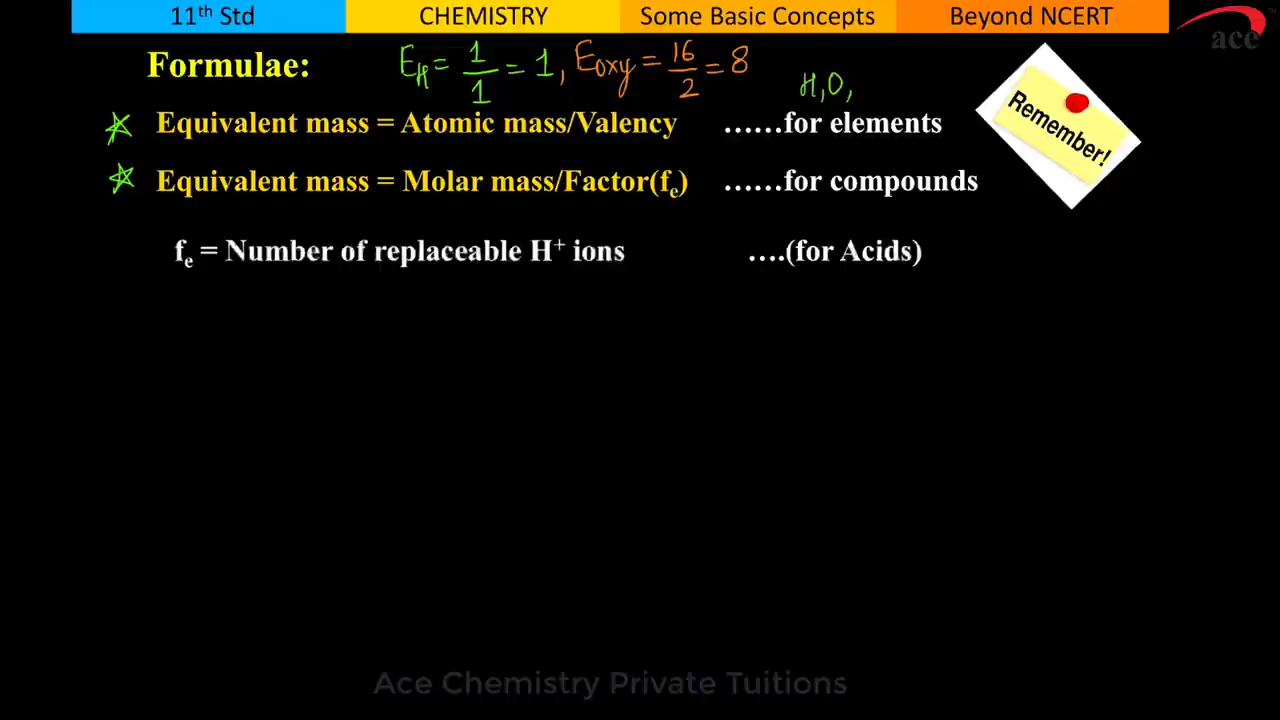 11th Std CHEMISTRY Some Basic Concepts Beyond NCERT
ace
Formulae: E_H = 1/1 = 1, E_oxy = 16/2 = 8
H, O,
☆ Equivalent mass = Atomic mass/Valency ……for elements
Remember!
☆ Equivalent mass = Molar mass/Factor(fe) ……for compounds
fe = Number of replaceable H⁺ ions ….(for Acids)
Ace Chemistry Private Tuitions